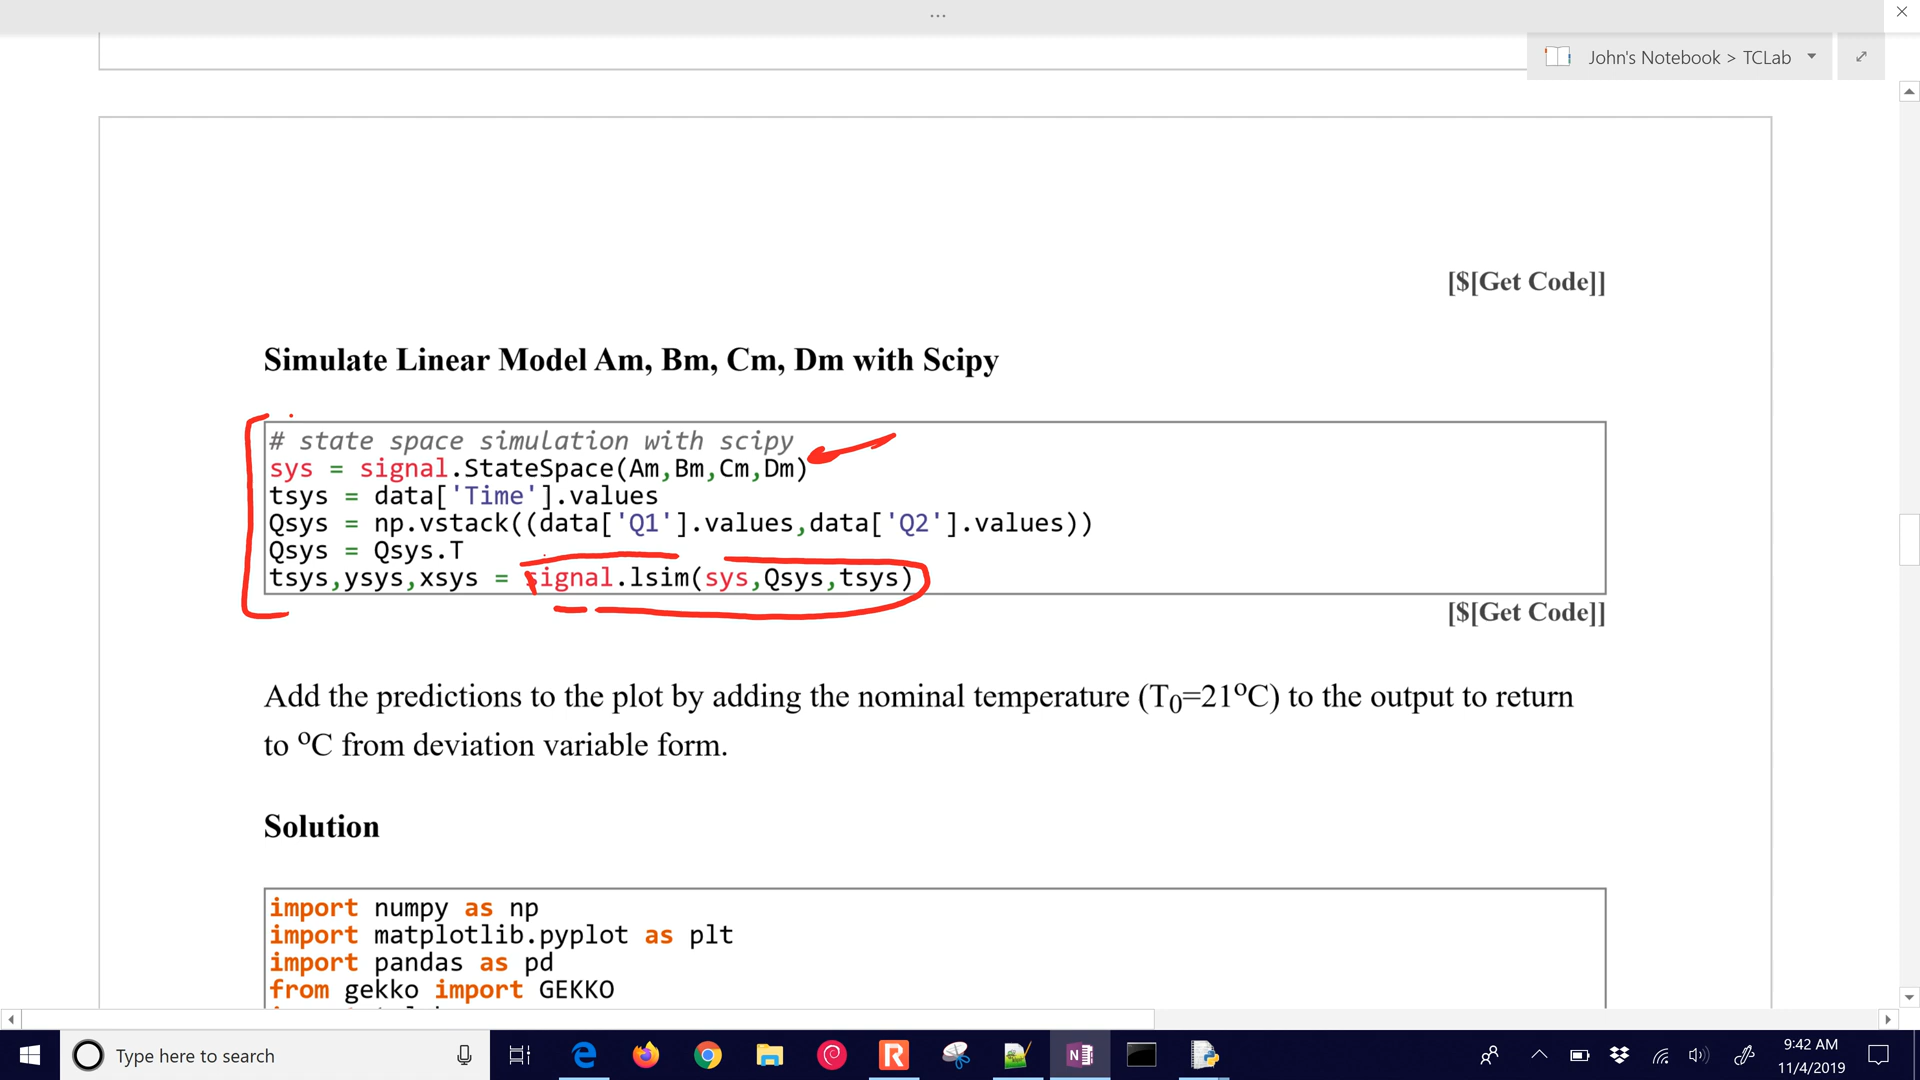 ...
John's Notebook > TCLab
[$[Get Code]]
Simulate Linear Model Am, Bm, Cm, Dm with Scipy
# state space simulation with scipy
sys = signal.StateSpace(Am,Bm,Cm,Dm)
tsys = data['Time'].values
Qsys = np.vstack((data['Q1'].values,data['Q2'].values))
Qsys = Qsys.T
tsys,ysys,xsys = signal.lsim(sys,Qsys,tsys)
[$[Get Code]]
Add the predictions to the plot by adding the nominal temperature (T0=21oC) to the output to return
to oC from deviation variable form.
Solution
import numpy as np
import matplotlib.pyplot as plt
import pandas as pd
from gekko import GEKKO
Type here to search
9:42 AM
11/4/2019